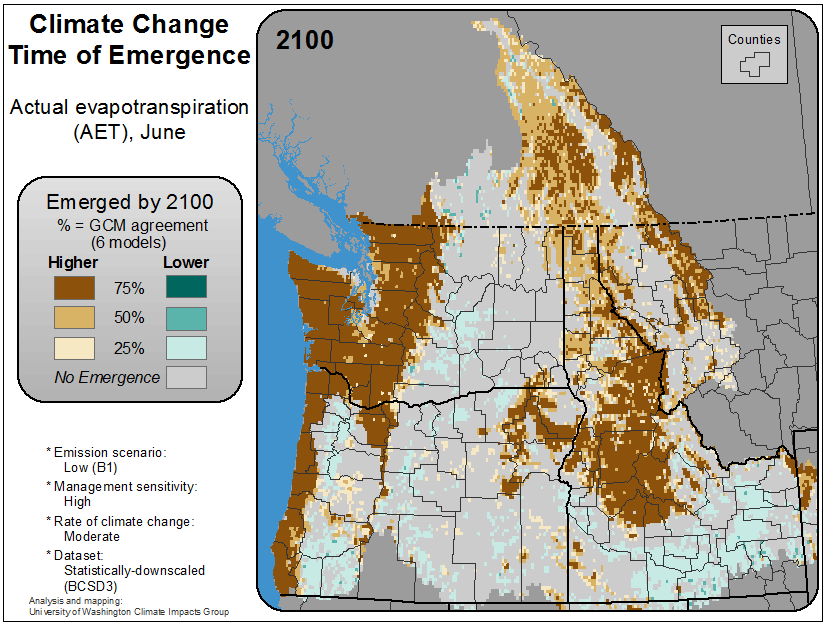 Climate Change
Time of Emergence
Actual evapotranspiration
(AET), June
Emerged by 2100
% = GCM agreement
(6 models)
Higher Lower
75%
50%
25%
No Emergence
* Emission scenario:
Low (B1)
* Management sensitivity:
High
* Rate of climate change:
Moderate
* Dataset:
Statistically-downscaled
(BCSD3)
Analysis and mapping:
University of Washington Climate Impacts Group
2100
Counties